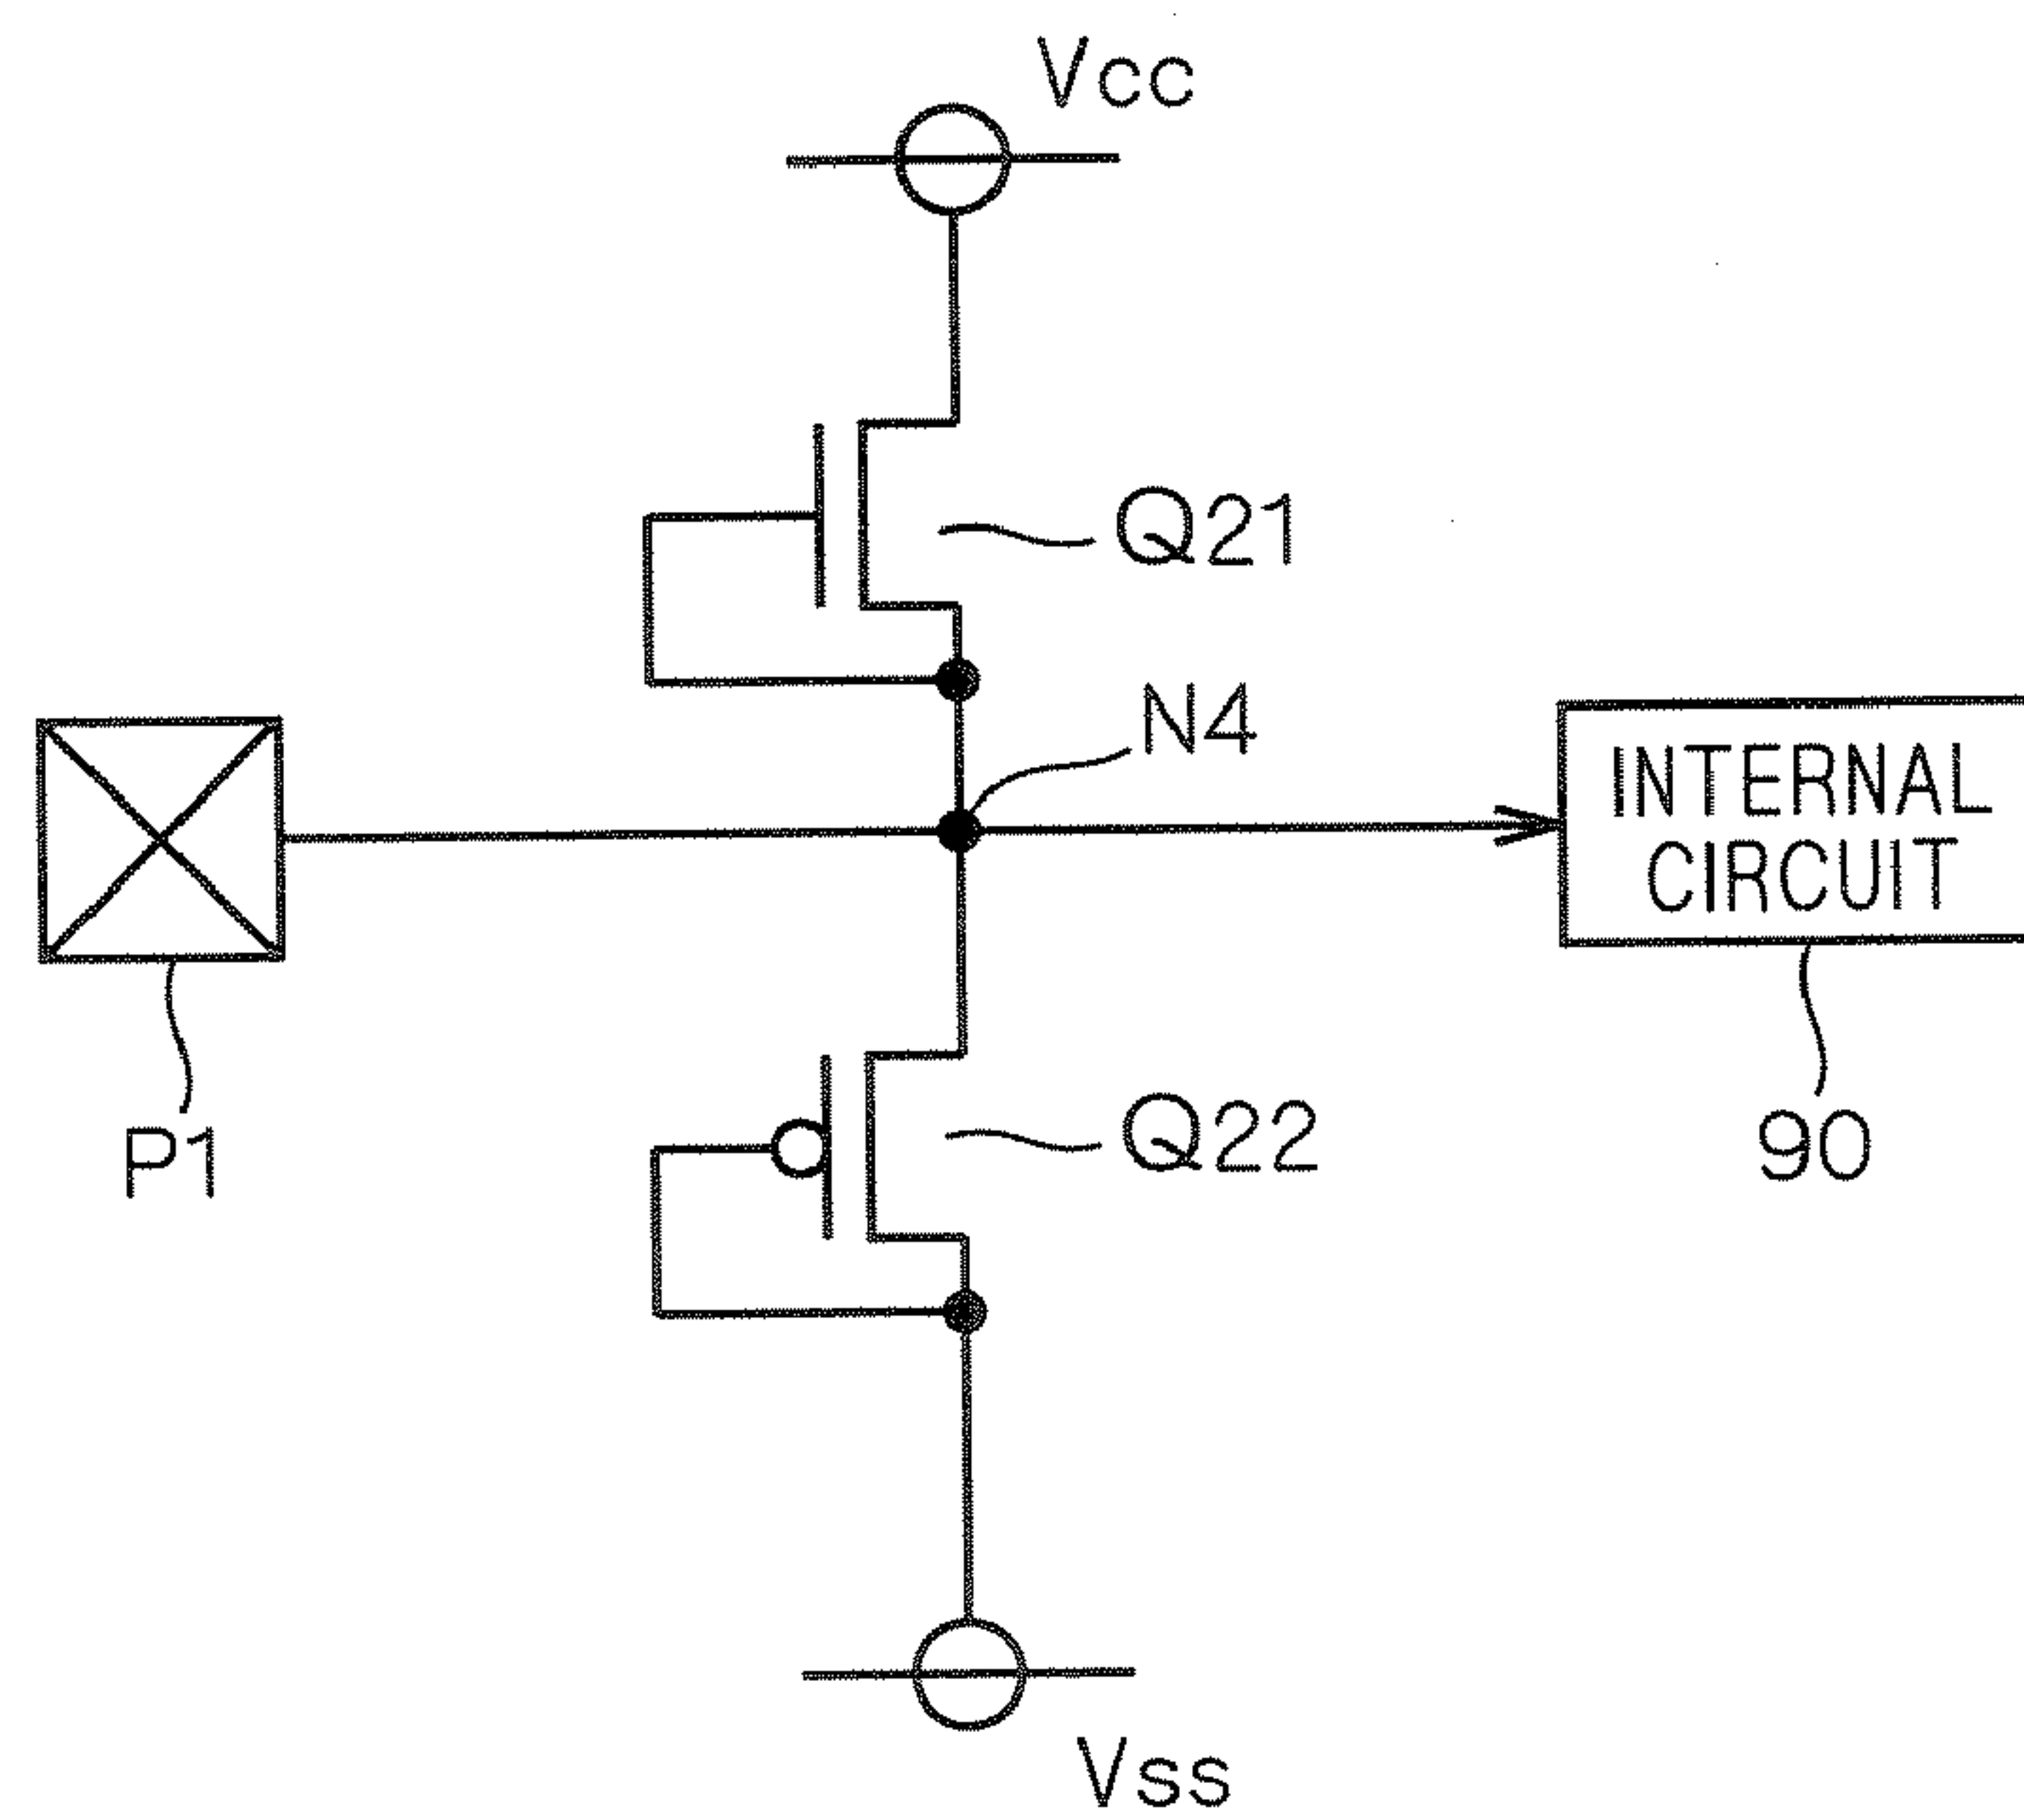 Vcc
Q21
N4
INTERNAL
CIRCUIT
P1
Q22
90
Vss